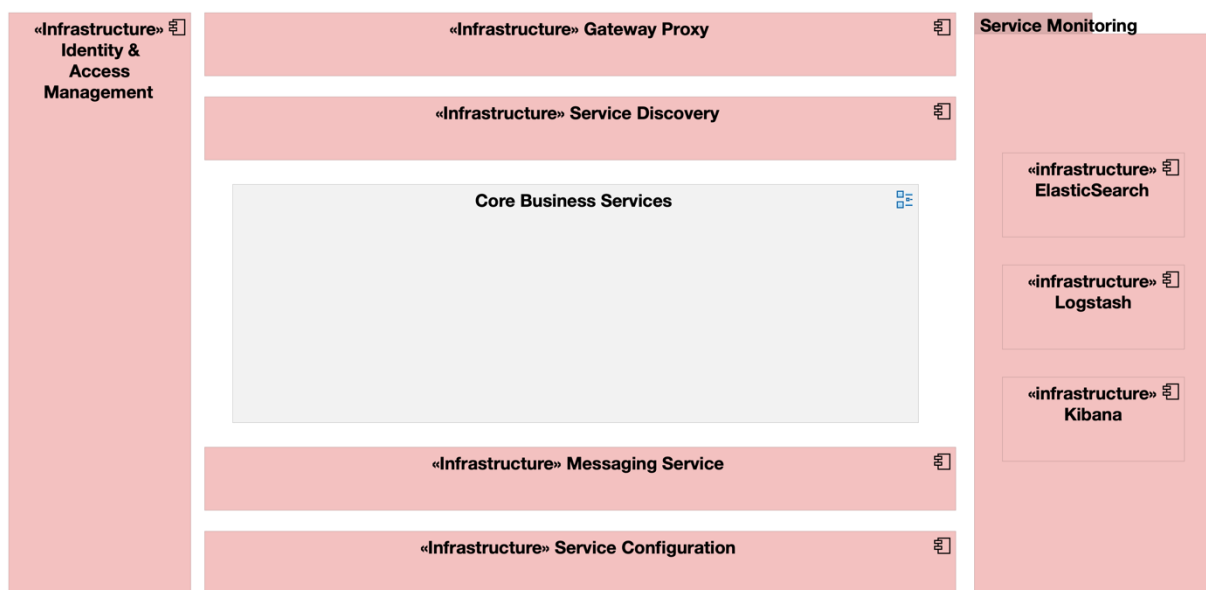 «Infrastructure»
Identity &
Access
Management
«Infrastructure» Gateway Proxy
«Infrastructure» Service Discovery
Core Business Services
«Infrastructure» Messaging Service
«Infrastructure» Service Configuration
Service Monitoring
«infrastructure»
ElasticSearch
«infrastructure»
Logstash
«infrastructure»
Kibana